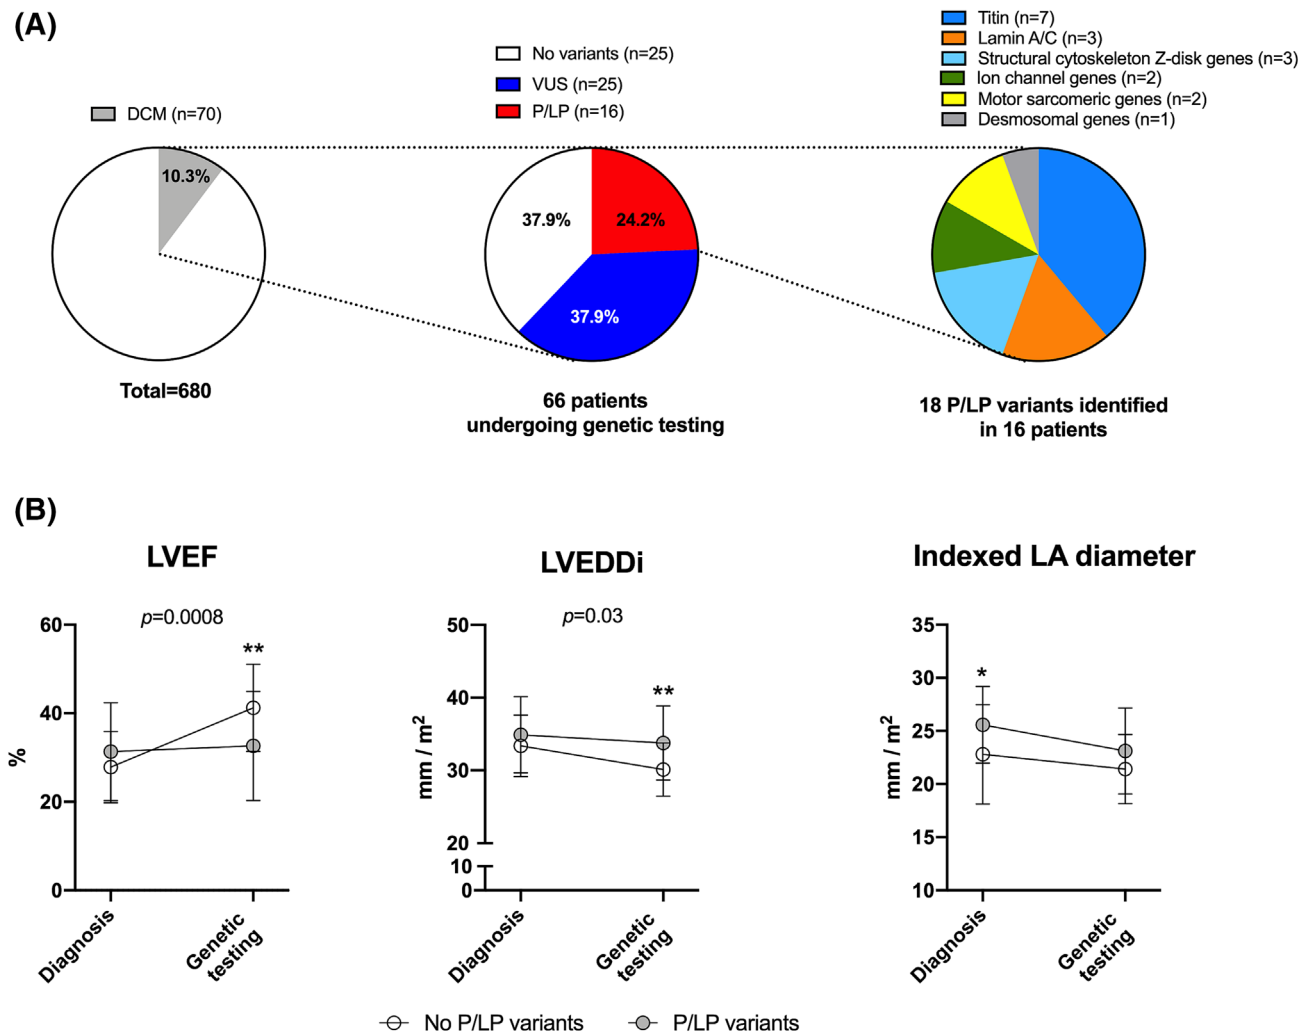 (A)
DCM (n=70)
10.3%
Total=680
No variants (n=25)
VUS (n=25)
P/LP (n=16)
37.9%
24.2%
37.9%
66 patients
undergoing genetic testing
Titin (n=7)
Lamin A/C (n=3)
Structural cytoskeleton Z-disk genes (n=3)
Ion channel genes (n=2)
Motor sarcomeric genes (n=2)
Desmosomal genes (n=1)
18 P/LP variants identified
in 16 patients
(B)
LVEF
p=0.0008
**
60
40
20
0
%
Diagnosis
Genetic
testing
LVEDDi
p=0.03
**
50
40
30
20
10
0
mm / m²
Diagnosis
Genetic
testing
Indexed LA diameter
*
35
30
25
20
15
10
mm / m²
Diagnosis
Genetic
testing
No P/LP variants
P/LP variants